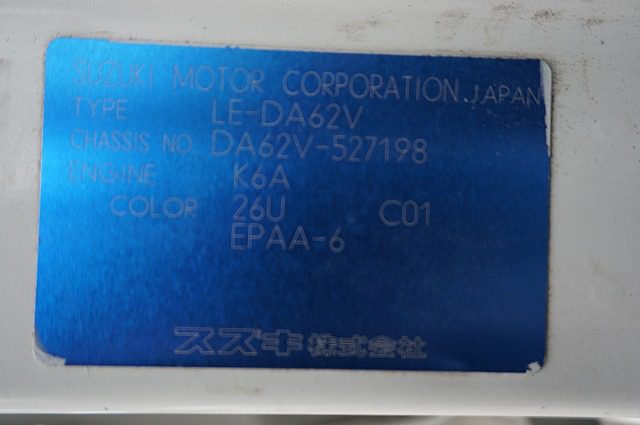 SUZUKI MOTOR CORPORATION. JAPAN
TYPE LE-DA62V
CHASSIS NO. DA62V-527198
ENGINE K6A
COLOR 26U C01
EPAA-6
スズキ株式会社